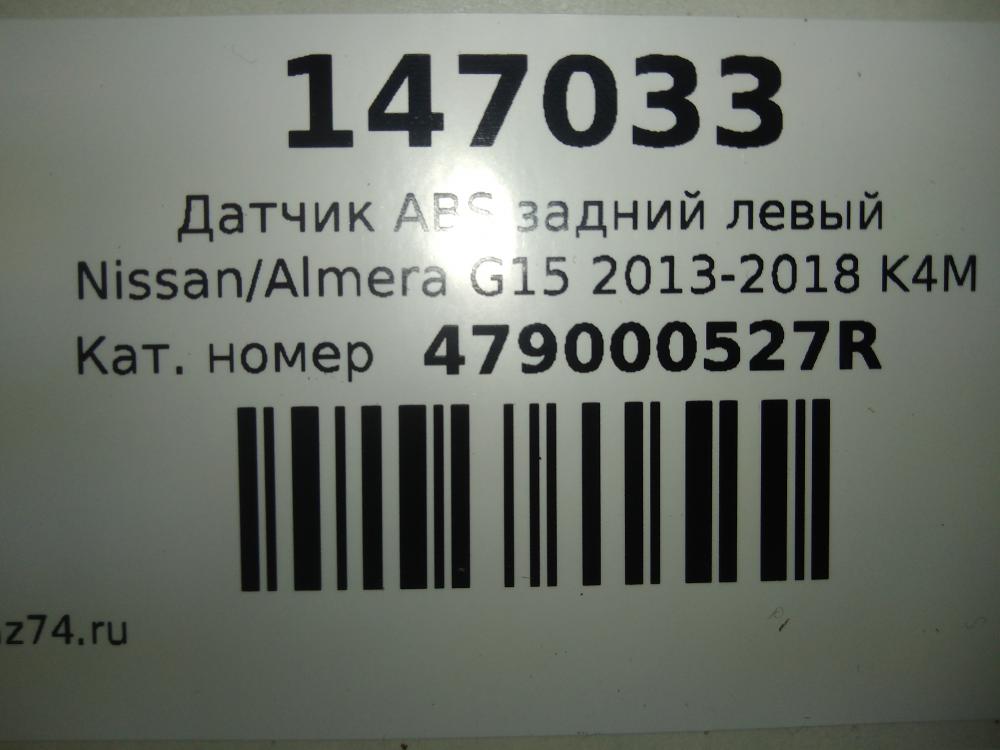 147033
Датчик ABS задний левый
Nissan/Almera G15 2013-2018 K4M
Кат. номер 479000527R
z74.ru